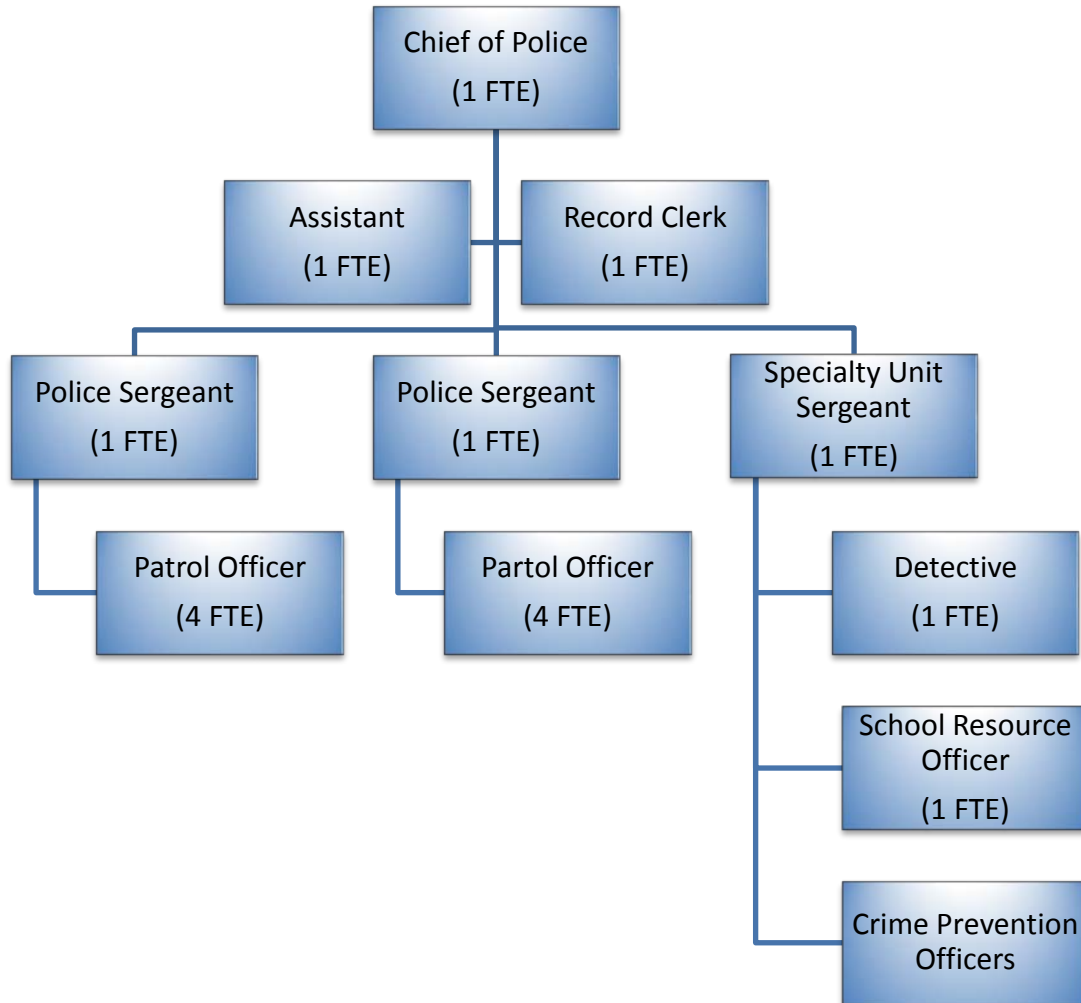 Chief of Police
(1 FTE)
Assistant
(1 FTE)
Record Clerk
(1 FTE)
Police Sergeant
(1 FTE)
Police Sergeant
(1 FTE)
Specialty Unit
Sergeant
(1 FTE)
Patrol Officer
(4 FTE)
Partol Officer
(4 FTE)
Detective
(1 FTE)
School Resource
Officer
(1 FTE)
Crime Prevention
Officers